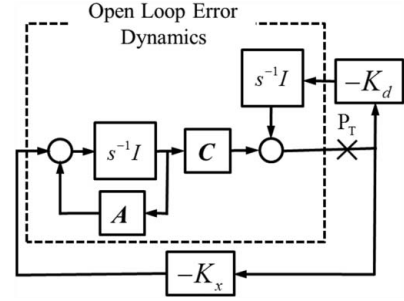 Open Loop Error
Dynamics
s⁻¹I
−K_d
P_T
s⁻¹I
C
A
−K_x